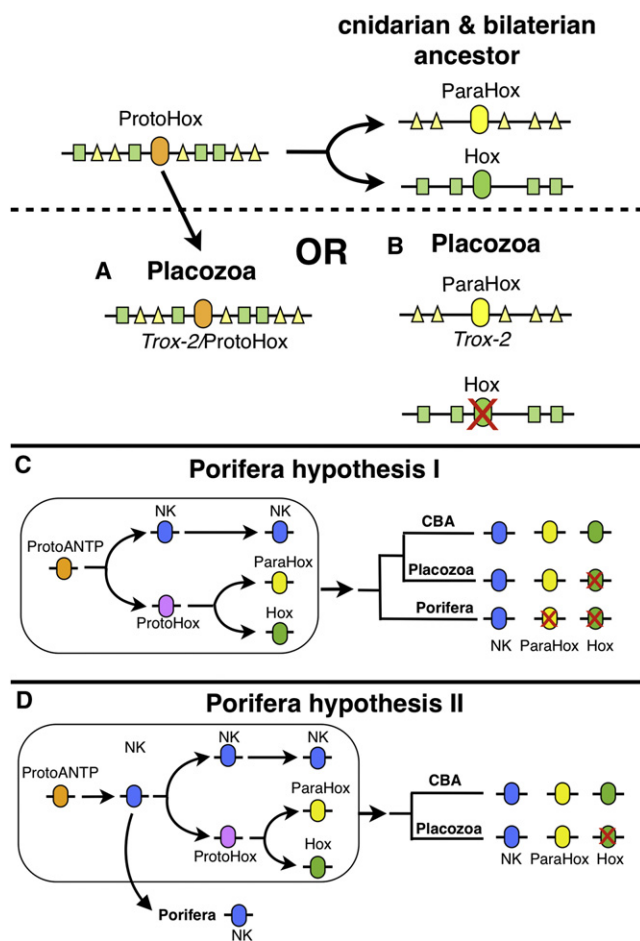 cnidarian & bilaterian
ancestor
ParaHox
ProtoHox
Hox
OR
A Placozoa
Trox-2/ProtoHox
B Placozoa
ParaHox
Trox-2
Hox
C Porifera hypothesis I
NK NK
ProtoANTP
ParaHox
ProtoHox
Hox
CBA
Placozoa
Porifera
NK ParaHox Hox
D Porifera hypothesis II
NK NK NK
ProtoANTP
ParaHox
ProtoHox
Hox
CBA
Placozoa
NK ParaHox Hox
Porifera
NK